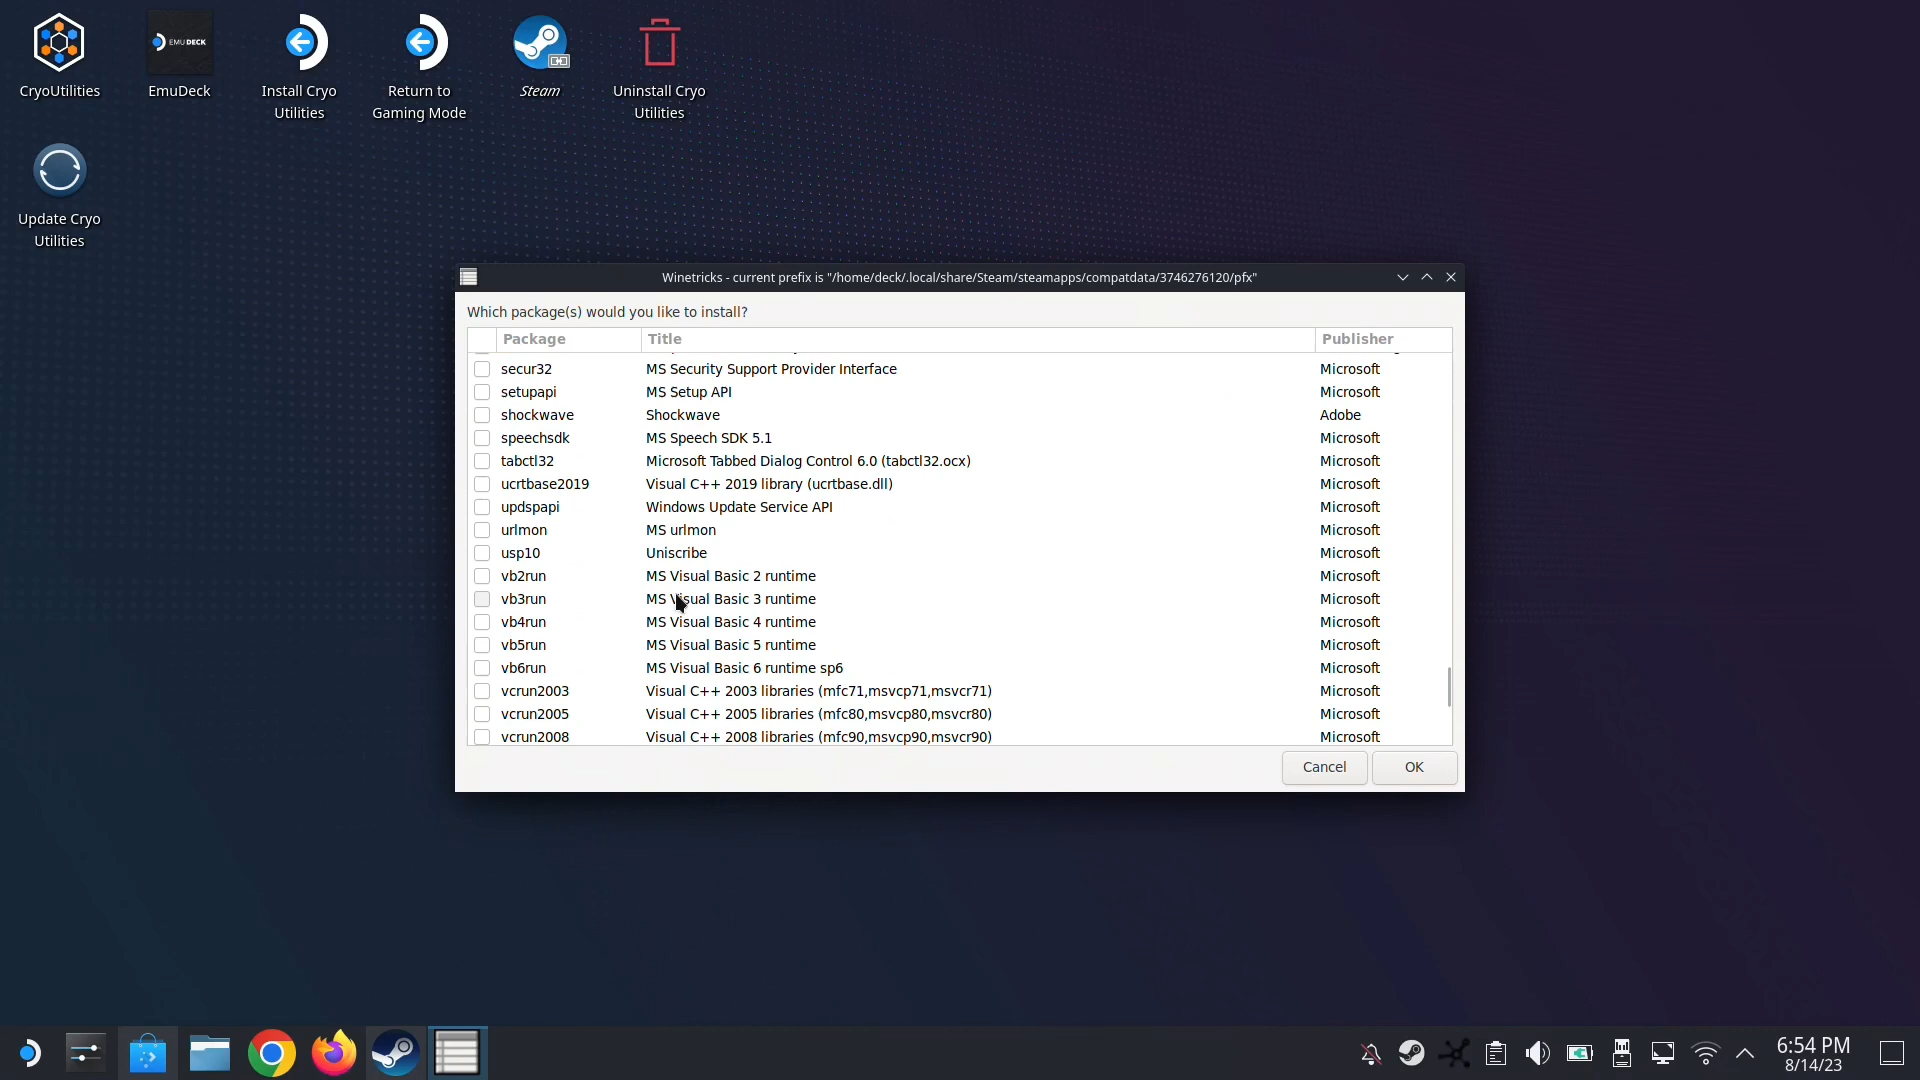 CryoUtilities
EMUDECK
EmuDeck
Install Cryo
Utilities
Return to
Gaming Mode
Steam
Uninstall Cryo
Utilities
Update Cryo
Utilities
Winetricks - current prefix is "/home/deck/.local/share/Steam/steamapps/compatdata/3746276120/pfx"
Which package(s) would you like to install?
Package Title Publisher
secur32 MS Security Support Provider Interface Microsoft
setupapi MS Setup API Microsoft
shockwave Shockwave Adobe
speechsdk MS Speech SDK 5.1 Microsoft
tabctl32 Microsoft Tabbed Dialog Control 6.0 (tabctl32.ocx) Microsoft
ucrtbase2019 Visual C++ 2019 library (ucrtbase.dll) Microsoft
updspapi Windows Update Service API Microsoft
urlmon MS urlmon Microsoft
usp10 Uniscribe Microsoft
vb2run MS Visual Basic 2 runtime Microsoft
vb3run MS Visual Basic 3 runtime Microsoft
vb4run MS Visual Basic 4 runtime Microsoft
vb5run MS Visual Basic 5 runtime Microsoft
vb6run MS Visual Basic 6 runtime sp6 Microsoft
vcrun2003 Visual C++ 2003 libraries (mfc71,msvcp71,msvcr71) Microsoft
vcrun2005 Visual C++ 2005 libraries (mfc80,msvcp80,msvcr80) Microsoft
vcrun2008 Visual C++ 2008 libraries (mfc90,msvcp90,msvcr90) Microsoft
Cancel OK
6:54 PM
8/14/23